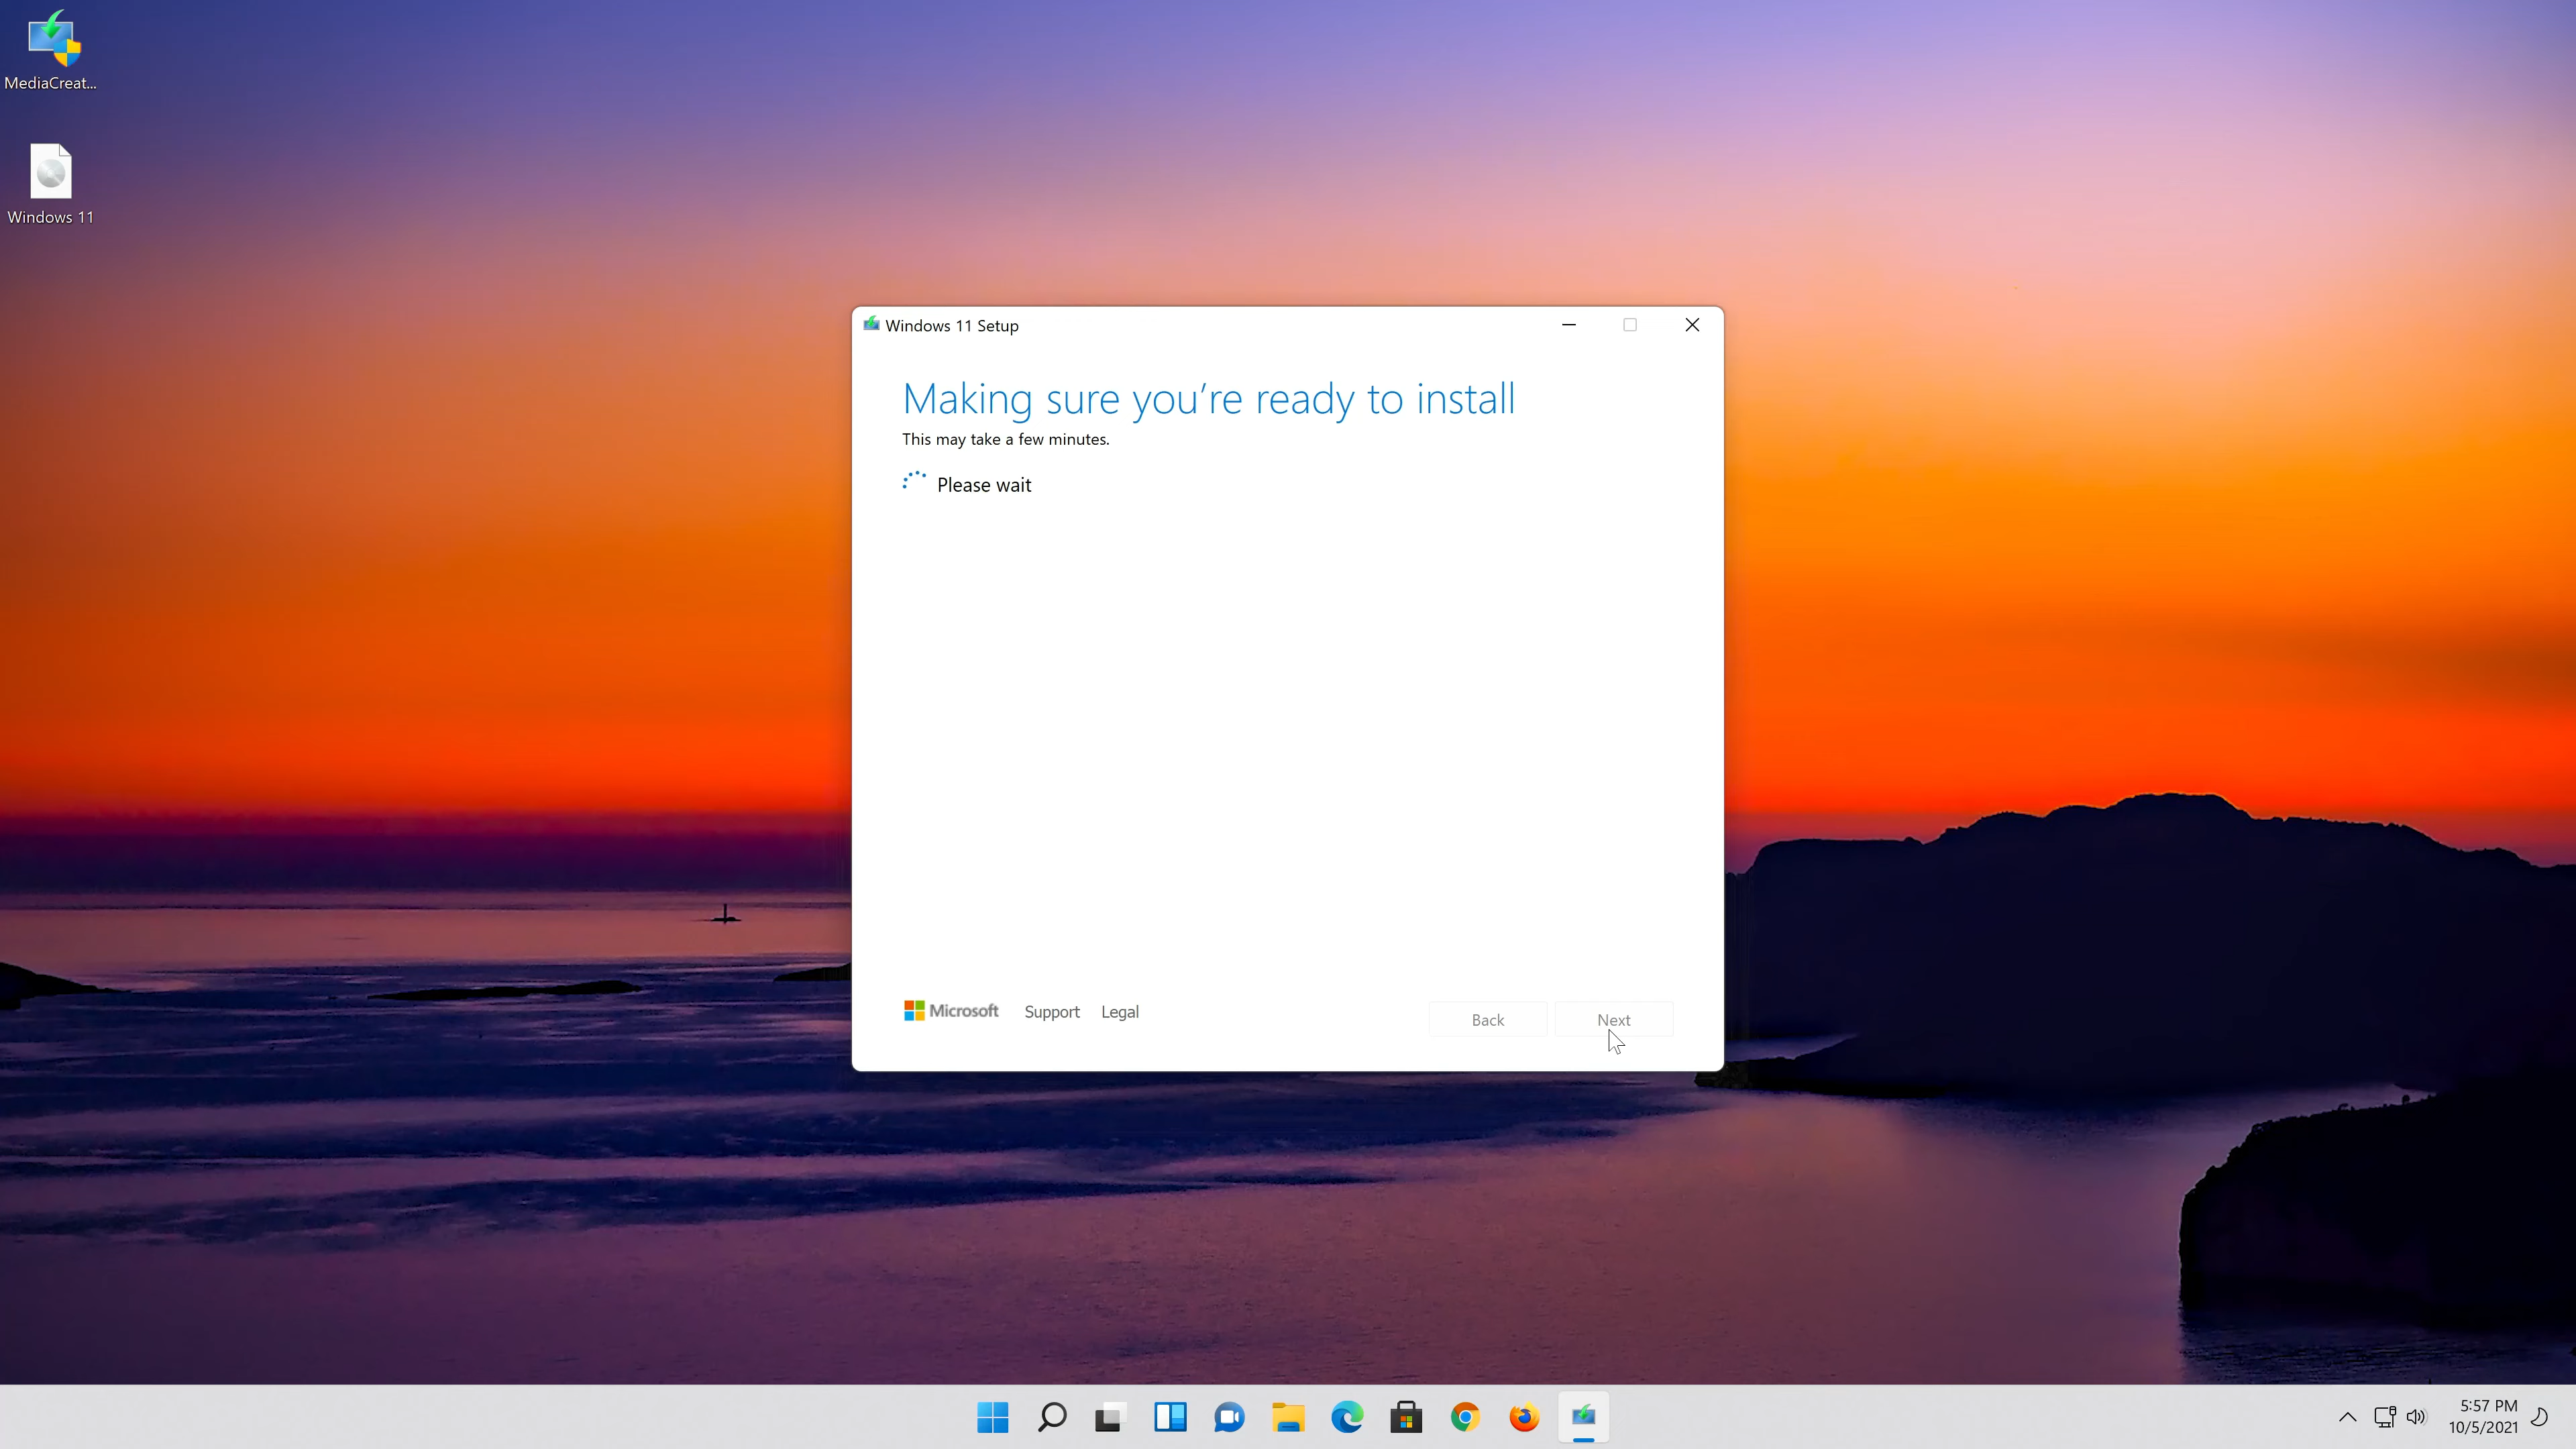 MediaCreat...
Windows 11
Windows 11 Setup
Making sure you're ready to install
This may take a few minutes.
Please wait
Microsoft
Support
Legal
Back
Next
5:57 PM
10/5/2021